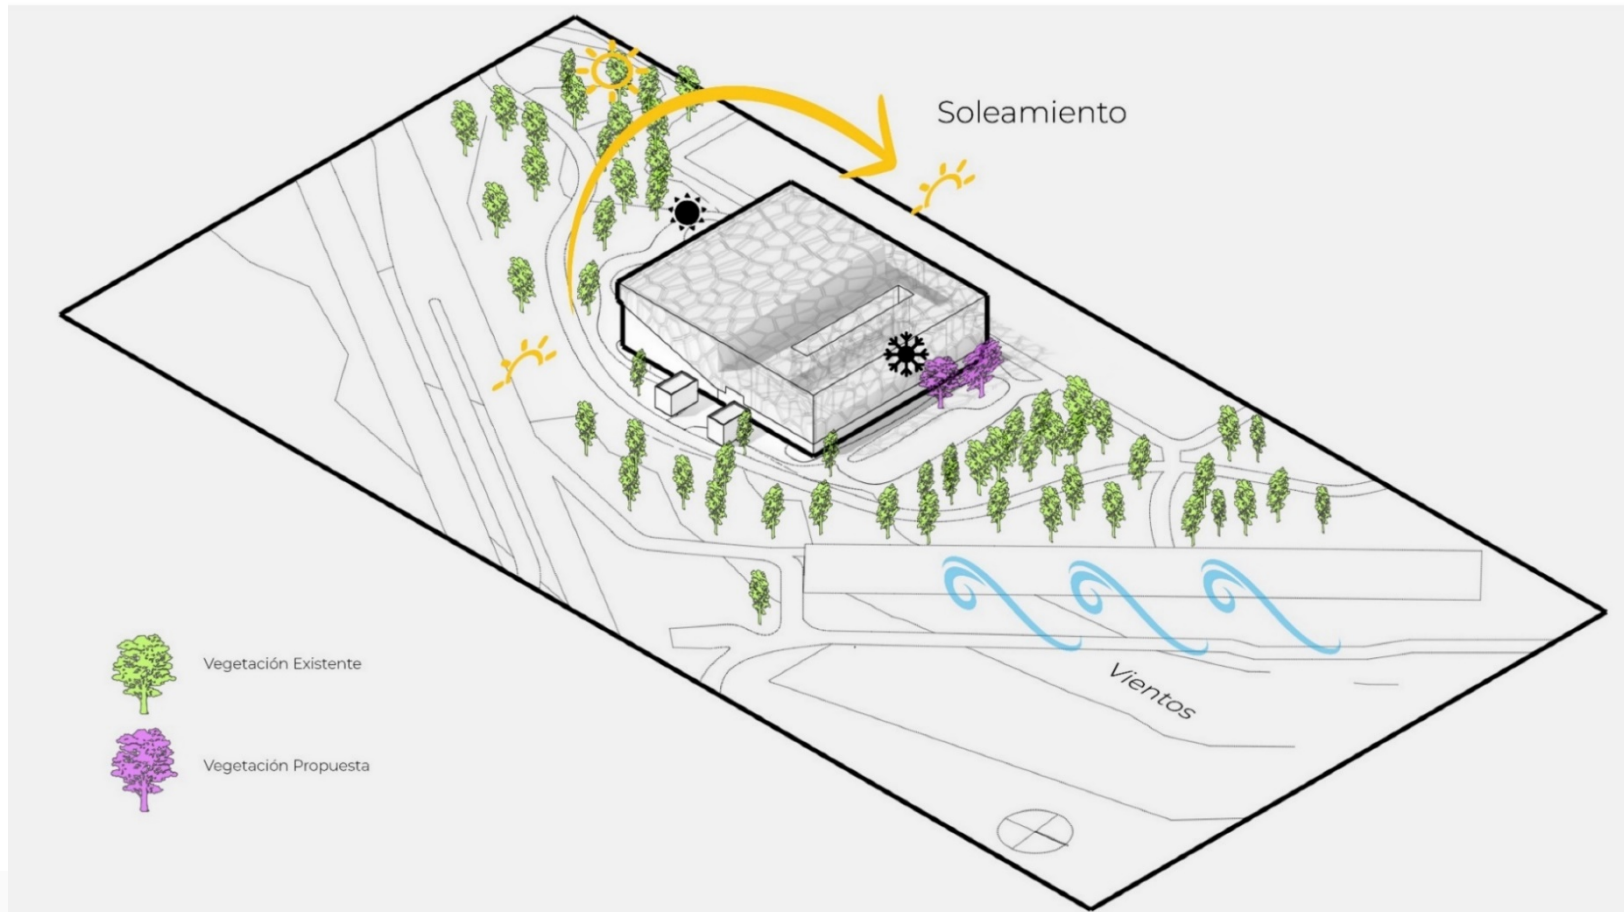 Soleamiento
Vientos
Vegetación Existente
Vegetación Propuesta